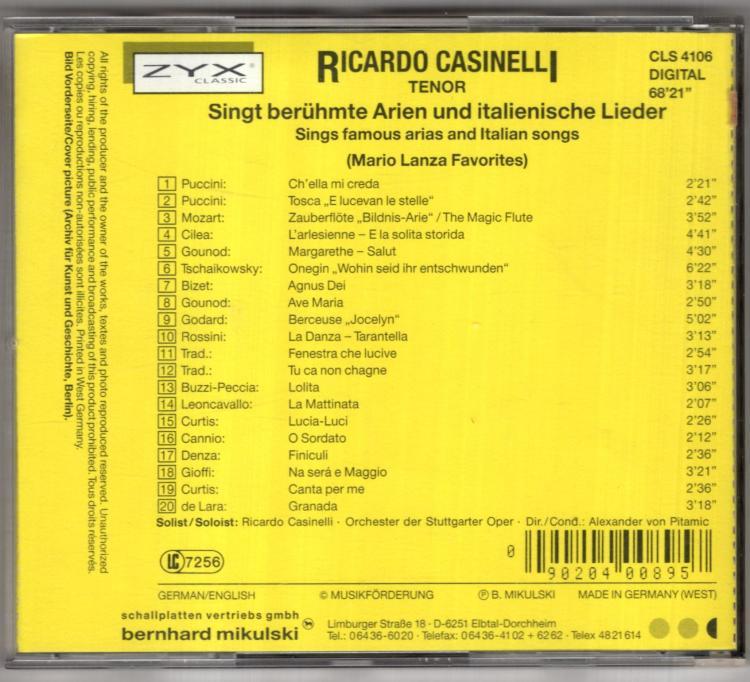 ZYX
CLASSIC
RICARDO CASINELLI
TENOR
CLS 4106
DIGITAL
68'21"
Singt berühmte Arien und italienische Lieder
Sings famous arias and Italian songs
(Mario Lanza Favorites)
1 Puccini: Ch'ella mi creda 2'21"
2 Puccini: Tosca „E lucevan le stelle" 2'42"
3 Mozart: Zauberflöte „Bildnis-Arie" / The Magic Flute 3'52"
4 Cilea: L'arlesienne – E la solita storida 4'41"
5 Gounod: Margarethe – Salut 4'30"
6 Tschaikowsky: Onegin „Wohin seid ihr entschwunden" 6'22"
7 Bizet: Agnus Dei 3'18"
8 Gounod: Ave Maria 2'50"
9 Godard: Berceuse „Jocelyn" 5'02"
10 Rossini: La Danza – Tarantella 3'13"
11 Trad.: Fenestra che lucive 2'54"
12 Trad.: Tu ca non chagne 3'17"
13 Buzzi-Peccia: Lolita 3'06"
14 Leoncavallo: La Mattinata 2'07"
15 Curtis: Lucia-Luci 2'26"
16 Cannio: O Sordato 2'12"
17 Denza: Finiculi 2'36"
18 Gioffi: Na será e Maggio 3'21"
19 Curtis: Canta per me 2'36"
20 de Lara: Granada 3'18"
Solist/Soloist: Ricardo Casinelli · Orchester der Stuttgarter Oper · Dir./Cond.: Alexander von Pitamic
LC 7256
0 90204 00895
GERMAN/ENGLISH © MUSIKFÖRDERUNG Ⓟ B. MIKULSKI MADE IN GERMANY (WEST)
schallplatten vertriebs gmbh
bernhard mikulski
Limburger Straße 18 · D-6251 Elbtal-Dorchheim
Tel.: 06436-6020 · Telefax: 06436-4102 + 6262 · Telex 4821614
All rights of the producer and the owner of the works, textes and photo reproduced reserved. Unauthorized
copying, hiring, lending, public performance and broadcasting of this product prohibited. Tous droits réservés.
Les copies ou reproductions non-autorisées sont illicites. Printed in West Germany.
Bild Vorderseite/Cover picture (Archiv für Kunst und Geschichte, Berlin).